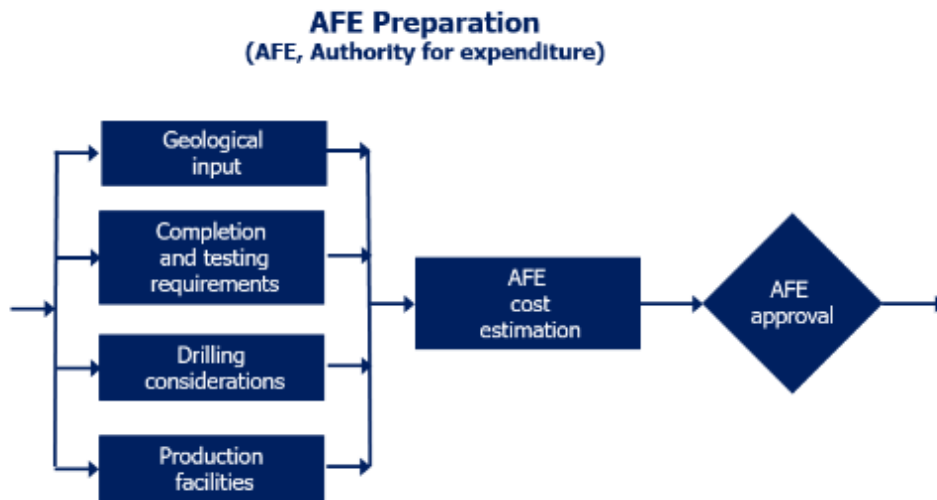 AFE Preparation
(AFE, Authority for expenditure)
Geological
input
Completion
and testing
requirements
Drilling
considerations
Production
facilities
AFE
cost
estimation
AFE
approval